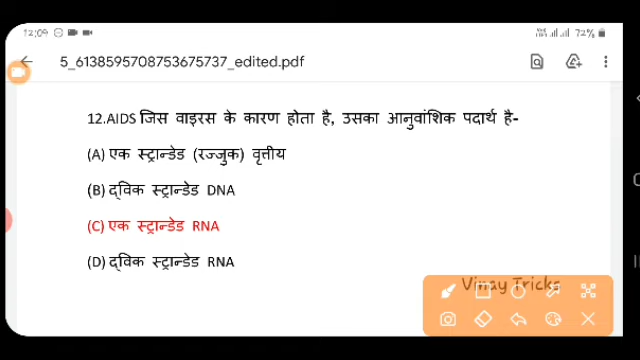 12:09 72%
5_6138595708753675737_edited.pdf
12.AIDS जिस वाइरस के कारण होता है, उसका आनुवांशिक पदार्थ है-
(A) एक स्ट्रान्डेड (रज्जुक) वृत्तीय
(B) द्विक स्ट्रान्डेड DNA
(C) एक स्ट्रान्डेड RNA
(D) द्विक स्ट्रान्डेड RNA
Vinay Tricks